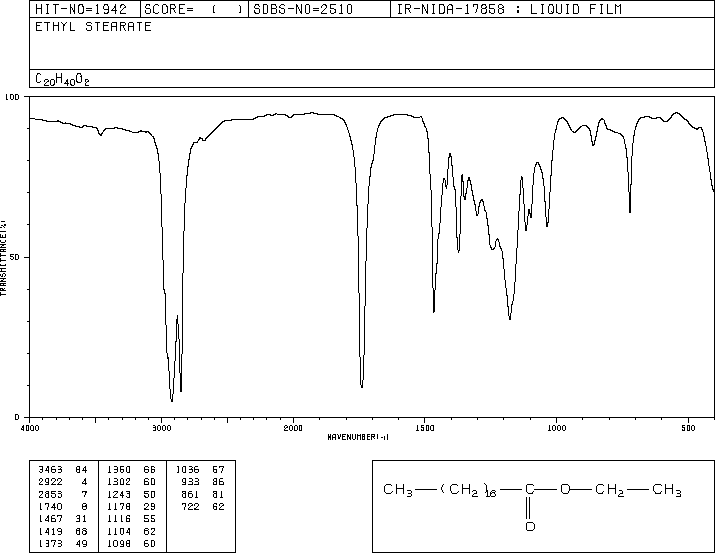 HIT-NO=1942 SCORE= ( ) SDBS-NO=2510 IR-NIDA-17858 : LIQUID FILM
ETHYL STEARATE
C20H40O2
100
50
0
TRANSMITTANCE(%)
4000 3000 2000 1500 1000 500
WAVENUMBER(-1)
3463 84 1350 66 1036 57
2922 4 1302 60 933 86
2853 7 1243 50 861 81
1740 8 1178 29 722 62
1467 31 1116 55
1419 68 1104 62
1373 49 1098 60
CH3—(CH2)16—C—O—CH2—CH3
O